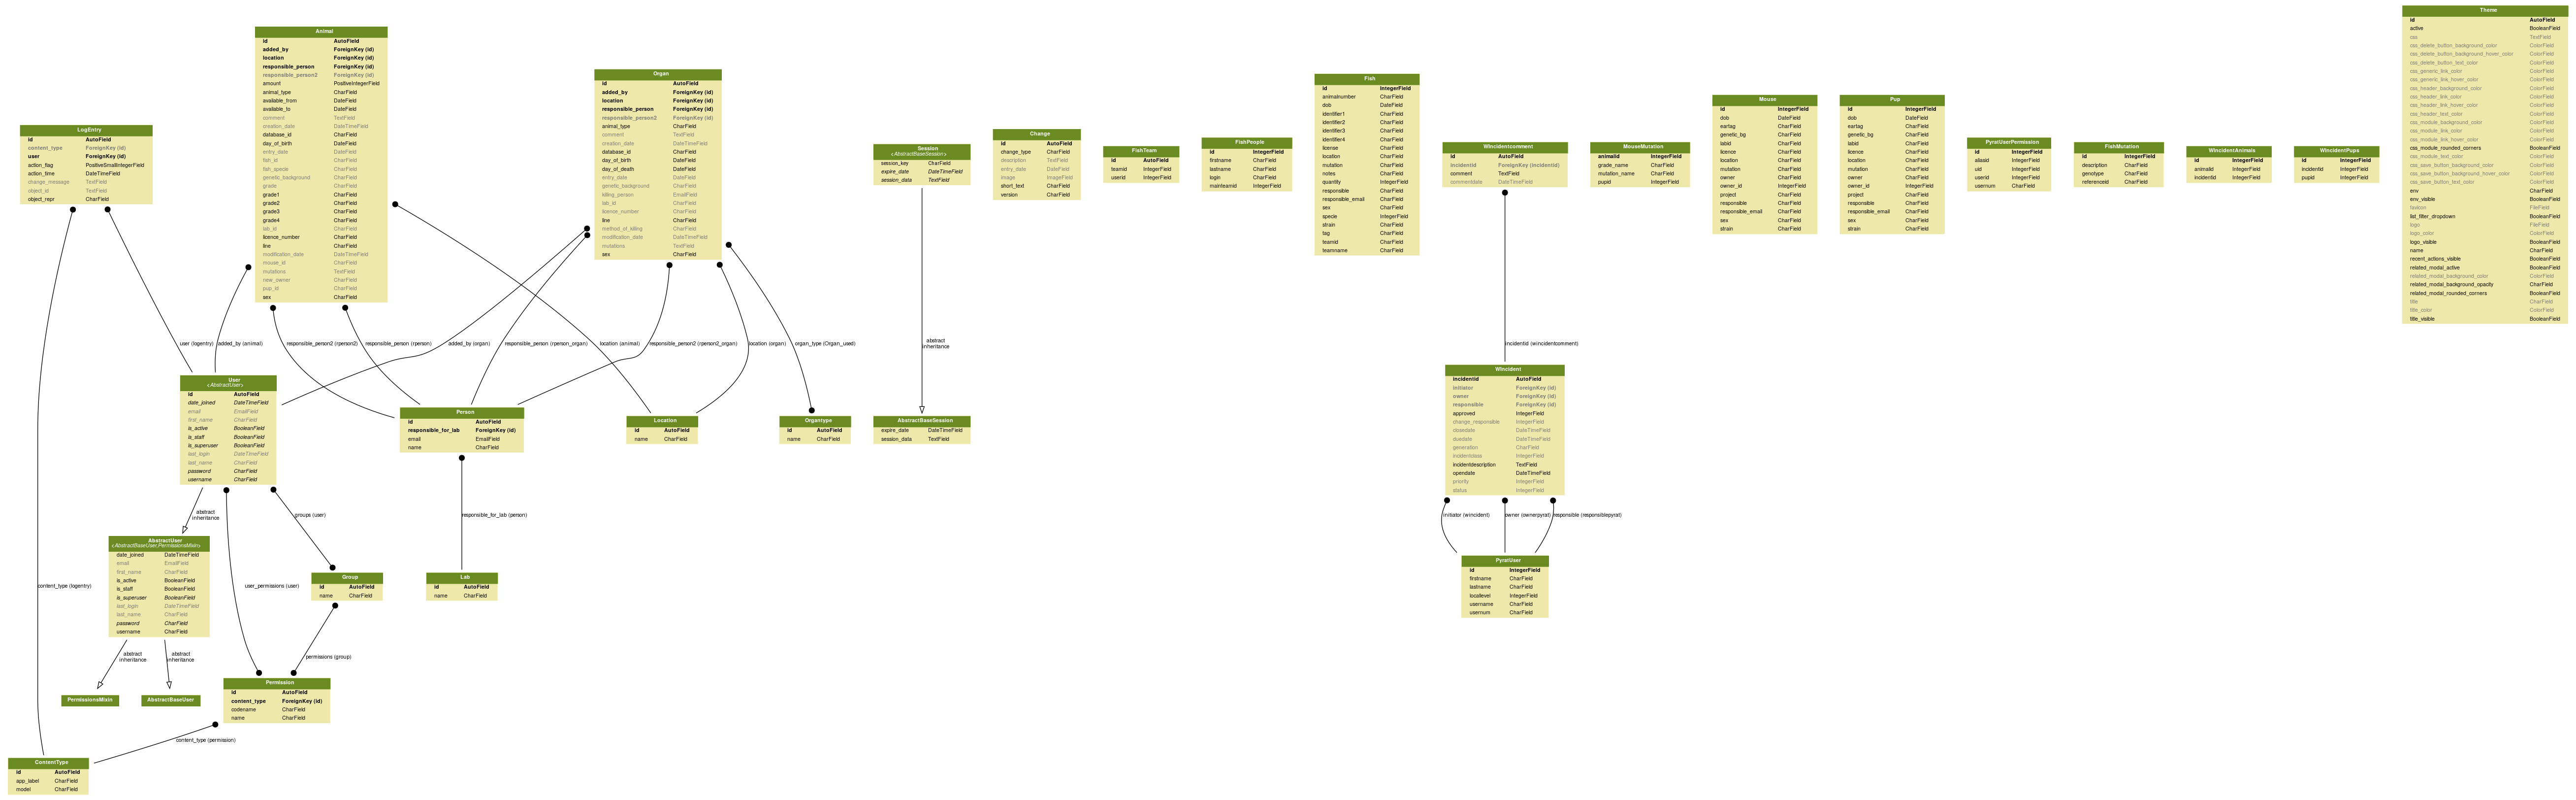 Animal
id AutoField
added_by ForeignKey (id)
location ForeignKey (id)
responsible_person ForeignKey (id)
responsible_person2 ForeignKey (id)
amount PositiveIntegerField
animal_type CharField
available_from DateField
available_to DateField
comment TextField
creation_date DateTimeField
database_id CharField
day_of_birth DateField
entry_date DateField
fish_id CharField
fish_specie CharField
genetic_background CharField
grade CharField
grade1 CharField
grade2 CharField
grade3 CharField
grade4 CharField
lab_id CharField
licence_number CharField
line CharField
modification_date DateTimeField
mouse_id CharField
mutations TextField
new_owner CharField
pup_id CharField
sex CharField
Organ
id AutoField
added_by ForeignKey (id)
location ForeignKey (id)
responsible_person ForeignKey (id)
responsible_person2 ForeignKey (id)
animal_type CharField
comment TextField
creation_date DateTimeField
database_id CharField
day_of_birth DateField
day_of_death DateField
entry_date DateField
genetic_background CharField
killing_person EmailField
lab_id CharField
licence_number CharField
line CharField
method_of_killing CharField
modification_date DateTimeField
mutations TextField
sex CharField
LogEntry
id AutoField
content_type ForeignKey (id)
user ForeignKey (id)
action_flag PositiveSmallIntegerField
action_time DateTimeField
change_message TextField
object_id TextField
object_repr CharField
Session
<AbstractBaseSession>
session_key CharField
expire_date DateTimeField
session_data TextField
Change
id AutoField
change_type CharField
description TextField
entry_date DateField
image ImageField
short_text CharField
version CharField
FishTeam
id AutoField
teamid IntegerField
userid IntegerField
FishPeople
id IntegerField
firstname CharField
lastname CharField
login CharField
mainteamid IntegerField
Fish
id IntegerField
animalnumber CharField
dob DateField
identifier1 CharField
identifier2 CharField
identifier3 CharField
identifier4 CharField
license CharField
location CharField
mutation CharField
notes CharField
quantity IntegerField
responsible CharField
responsible_email CharField
sex CharField
specie IntegerField
strain CharField
tag CharField
teamid CharField
teamname CharField
WIncidentcomment
id AutoField
incidentid ForeignKey (incidentid)
comment TextField
commentdate DateTimeField
MouseMutation
animalid IntegerField
grade_name CharField
mutation_name CharField
pupid IntegerField
Mouse
id IntegerField
dob DateField
eartag CharField
genetic_bg CharField
labid CharField
licence CharField
location CharField
mutation CharField
owner CharField
owner_id IntegerField
project CharField
responsible CharField
responsible_email CharField
sex CharField
strain CharField
Pup
id IntegerField
dob DateField
eartag CharField
genetic_bg CharField
labid CharField
licence CharField
location CharField
mutation CharField
owner CharField
owner_id IntegerField
project CharField
responsible CharField
responsible_email CharField
sex CharField
strain CharField
PyratUserPermission
id IntegerField
aliasid IntegerField
uid IntegerField
userid IntegerField
usernum CharField
FishMutation
id IntegerField
description CharField
genotype CharField
referenceid CharField
WIncidentAnimals
id IntegerField
animalid IntegerField
incidentid IntegerField
WIncidentPups
id IntegerField
incidentid IntegerField
pupid IntegerField
Theme
id AutoField
active BooleanField
css TextField
css_delete_button_background_color ColorField
css_delete_button_background_hover_color ColorField
css_delete_button_text_color ColorField
css_generic_link_color ColorField
css_generic_link_hover_color ColorField
css_header_background_color ColorField
css_header_link_color ColorField
css_header_link_hover_color ColorField
css_header_text_color ColorField
css_module_background_color ColorField
css_module_link_color ColorField
css_module_link_hover_color ColorField
css_module_rounded_corners BooleanField
css_module_text_color ColorField
css_save_button_background_color ColorField
css_save_button_background_hover_color ColorField
css_save_button_text_color ColorField
env CharField
env_visible BooleanField
favicon FileField
list_filter_dropdown BooleanField
logo FileField
logo_color ColorField
logo_visible BooleanField
name CharField
recent_actions_visible BooleanField
related_modal_active BooleanField
related_modal_background_color ColorField
related_modal_background_opacity CharField
related_modal_rounded_corners BooleanField
title CharField
title_color ColorField
title_visible BooleanField
user (logentry)
added_by (animal)
responsible_person2 (rperson2)
responsible_person (rperson)
added_by (organ)
responsible_person (rperson_organ)
location (animal)
responsible_person2 (rperson2_organ)
location (organ)
organ_type (Organ_used)
abstract
inheritance
incidentid (wincidentcomment)
User
<AbstractUser>
id AutoField
date_joined DateTimeField
email EmailField
first_name CharField
is_active BooleanField
is_staff BooleanField
is_superuser BooleanField
last_login DateTimeField
last_name CharField
password CharField
username CharField
Person
id AutoField
responsible_for_lab ForeignKey (id)
email EmailField
name CharField
Location
id AutoField
name CharField
Organtype
id AutoField
name CharField
AbstractBaseSession
expire_date DateTimeField
session_data TextField
WIncident
incidentid AutoField
initiator ForeignKey (id)
owner ForeignKey (id)
responsible ForeignKey (id)
approved IntegerField
change_responsible IntegerField
closedate DateTimeField
duedate DateTimeField
generation CharField
incidentclass IntegerField
incidentdescription TextField
opendate DateTimeField
priority IntegerField
status IntegerField
abstract
inheritance
groups (user)
responsible_for_lab (person)
initiator (wincident)
owner (ownerpyrat)
responsible (responsiblepyrat)
AbstractUser
<AbstractBaseUser,PermissionsMixin>
date_joined DateTimeField
email EmailField
first_name CharField
is_active BooleanField
is_staff BooleanField
is_superuser BooleanField
last_login DateTimeField
last_name CharField
password CharField
username CharField
content_type (logentry)
user_permissions (user)
Group
id AutoField
name CharField
Lab
id AutoField
name CharField
PyratUser
id IntegerField
firstname CharField
lastname CharField
locallevel IntegerField
username CharField
usernum CharField
abstract
inheritance
abstract
inheritance
permissions (group)
PermissionsMixin
AbstractBaseUser
Permission
id AutoField
content_type ForeignKey (id)
codename CharField
name CharField
content_type (permission)
ContentType
id AutoField
app_label CharField
model CharField